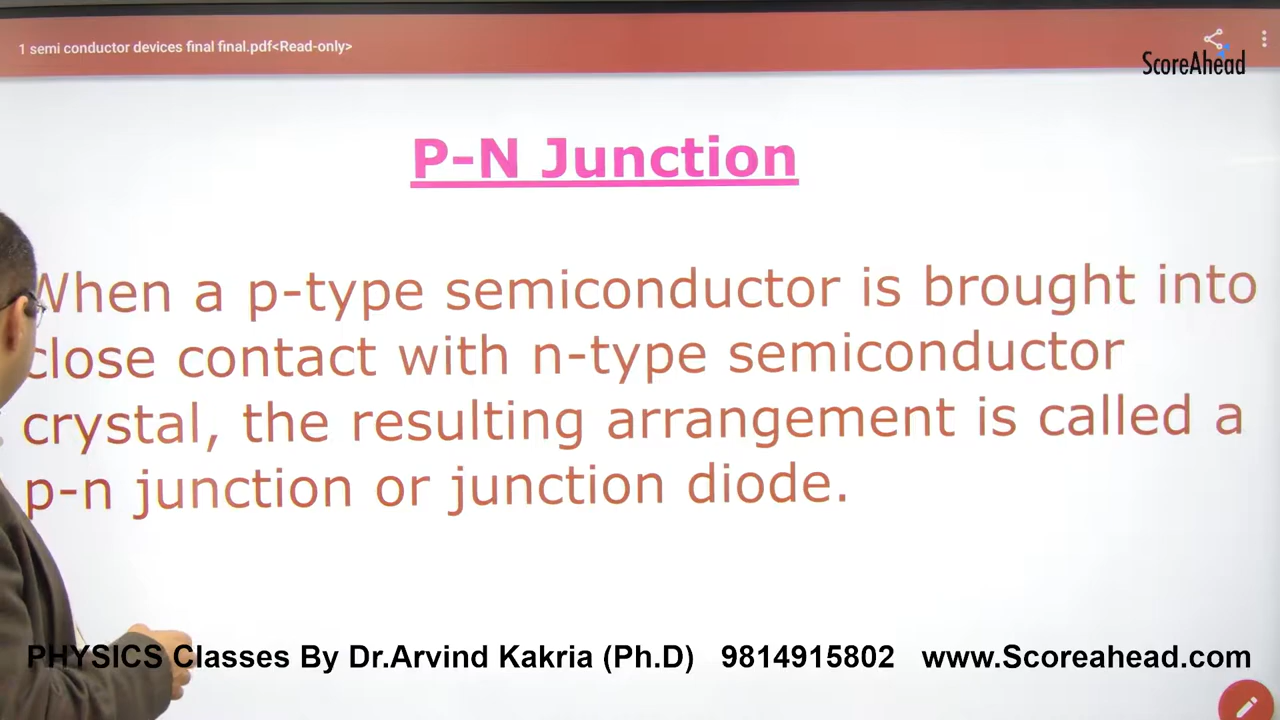 1 semi conductor devices final final.pdf<Read-only>
ScoreAhead
P-N Junction
When a p-type semiconductor is brought into
close contact with n-type semiconductor
crystal, the resulting arrangement is called a
p-n junction or junction diode.
PHYSICS Classes By Dr.Arvind Kakria (Ph.D) 9814915802 www.Scoreahead.com